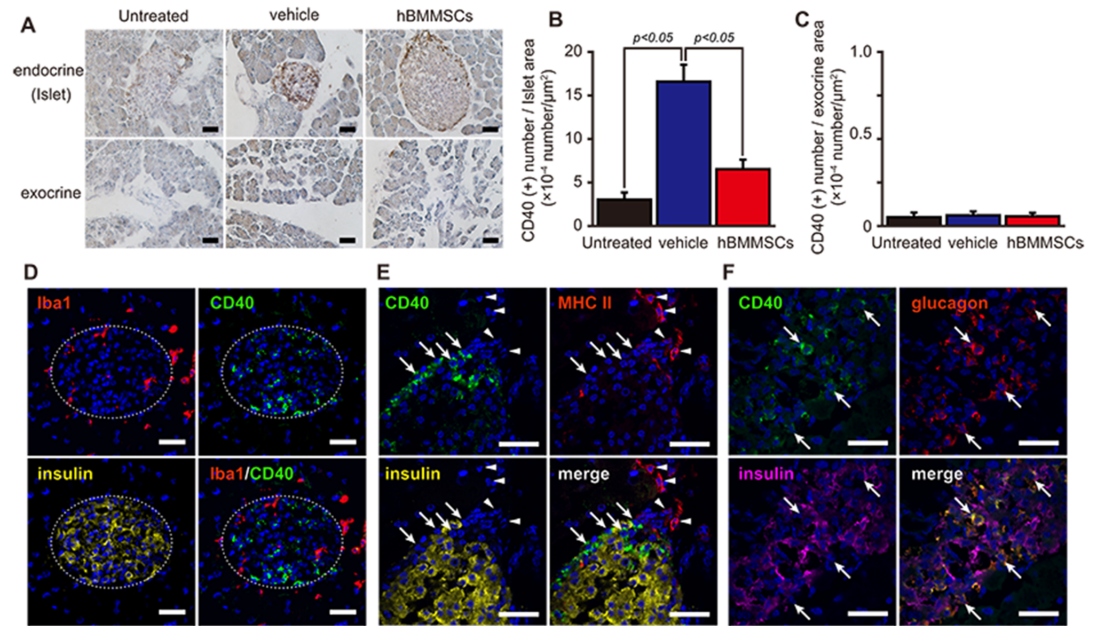 A
Untreated
vehicle
hBMMSCs
endocrine
(Islet)
exocrine
B
CD40 (+) number / Islet area
(×10⁻⁴ number/μm²)
20
15
10
5
0
p<0.05
p<0.05
Untreated
vehicle
hBMMSCs
C
CD40 (+) number / exocrine area
(×10⁻⁴ number/μm²)
1.0
0.5
0
Untreated
vehicle
hBMMSCs
D
Iba1
CD40
insulin
Iba1/CD40
E
CD40
MHC II
insulin
merge
F
CD40
glucagon
insulin
merge